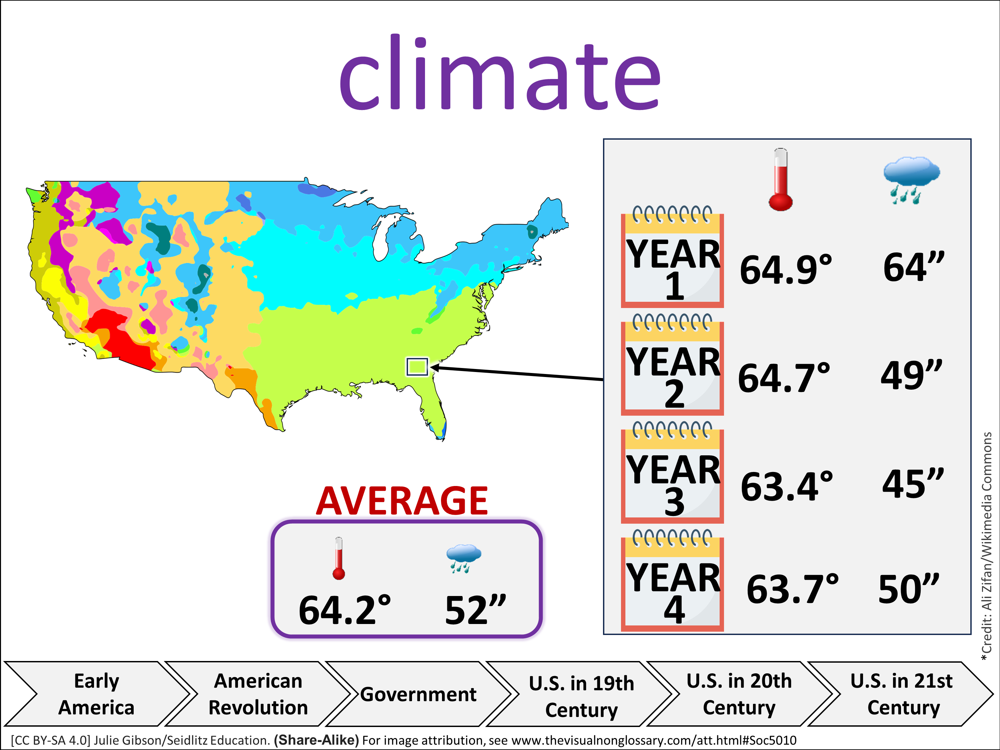 climate
YEAR
1
64.9°
64”
YEAR
2
64.7°
49”
YEAR
3
63.4°
45”
YEAR
4
63.7°
50”
AVERAGE
64.2°
52”
*Credit: Ali Zifan/Wikimedia Commons
Early
America
American
Revolution
Government
U.S. in 19th
Century
U.S. in 20th
Century
U.S. in 21st
Century
[CC BY-SA 4.0] Julie Gibson/Seidlitz Education. (Share-Alike) For image attribution, see www.thevisualnonglossary.com/att.html#Soc5010